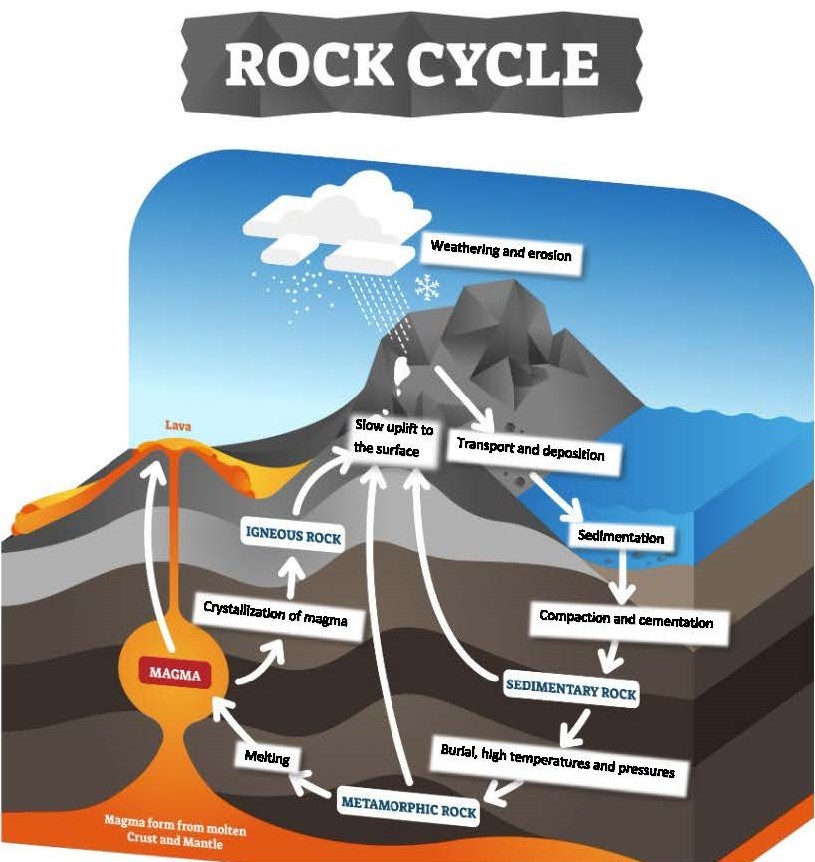 ROCK CYCLE
Weathering and erosion
Lava
Slow uplift to
the surface
Transport and deposition
IGNEOUS ROCK
Sedimentation
Crystallization of magma
Compaction and cementation
MAGMA
SEDIMENTARY ROCK
Melting
Burial, high temperatures and pressures
METAMORPHIC ROCK
Magma form from molten
Crust and Mantle